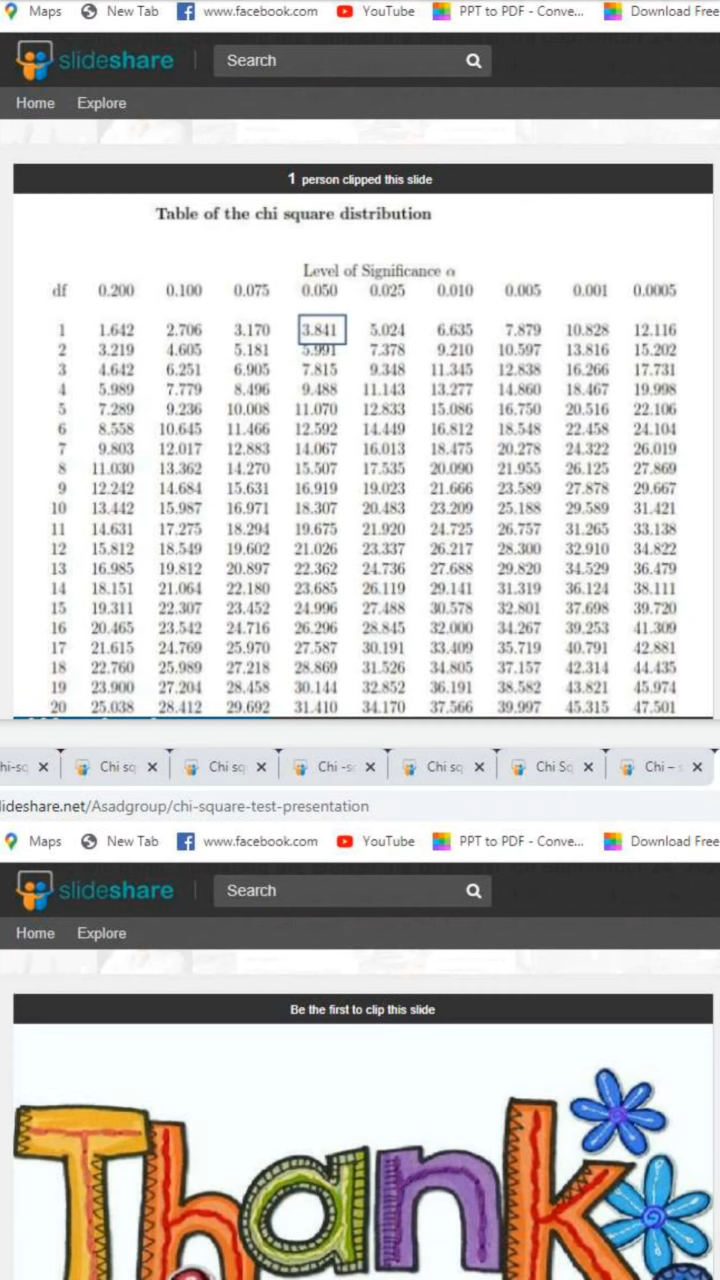 Maps New Tab www.facebook.com YouTube PPT to PDF - Conve... Download Free
slideshare Search
Home Explore
1 person clipped this slide
Table of the chi square distribution
Level of Significance α
df 0.200 0.100 0.075 0.050 0.025 0.010 0.005 0.001 0.0005
1 1.642 2.706 3.170 3.841 5.024 6.635 7.879 10.828 12.116
2 3.219 4.605 5.181 5.991 7.378 9.210 10.597 13.816 15.202
3 4.642 6.251 6.905 7.815 9.348 11.345 12.838 16.266 17.731
4 5.989 7.779 8.496 9.488 11.143 13.277 14.860 18.467 19.998
5 7.289 9.236 10.008 11.070 12.833 15.086 16.750 20.516 22.106
6 8.558 10.645 11.466 12.592 14.449 16.812 18.548 22.458 24.104
7 9.803 12.017 12.883 14.067 16.013 18.475 20.278 24.322 26.019
8 11.030 13.362 14.270 15.507 17.535 20.090 21.955 26.125 27.869
9 12.242 14.684 15.631 16.919 19.023 21.666 23.589 27.878 29.667
10 13.442 15.987 16.971 18.307 20.483 23.209 25.188 29.589 31.421
11 14.631 17.275 18.294 19.675 21.920 24.725 26.757 31.265 33.138
12 15.812 18.549 19.602 21.026 23.337 26.217 28.300 32.910 34.822
13 16.985 19.812 20.897 22.362 24.736 27.688 29.820 34.529 36.479
14 18.151 21.064 22.180 23.685 26.119 29.141 31.319 36.124 38.111
15 19.311 22.307 23.452 24.996 27.488 30.578 32.801 37.698 39.720
16 20.465 23.542 24.716 26.296 28.845 32.000 34.267 39.253 41.309
17 21.615 24.769 25.970 27.587 30.191 33.409 35.719 40.791 42.881
18 22.760 25.989 27.218 28.869 31.526 34.805 37.157 42.314 44.435
19 23.900 27.204 28.458 30.144 32.852 36.191 38.582 43.821 45.974
20 25.038 28.412 29.692 31.410 34.170 37.566 39.997 45.315 47.501
hi-sq Chi sq Chi sq Chi -s Chi sq Chi Sq Chi –
lideshare.net/Asadgroup/chi-square-test-presentation
Maps New Tab www.facebook.com YouTube PPT to PDF - Conve... Download Free
slideshare Search
Home Explore
Be the first to clip this slide
Thank